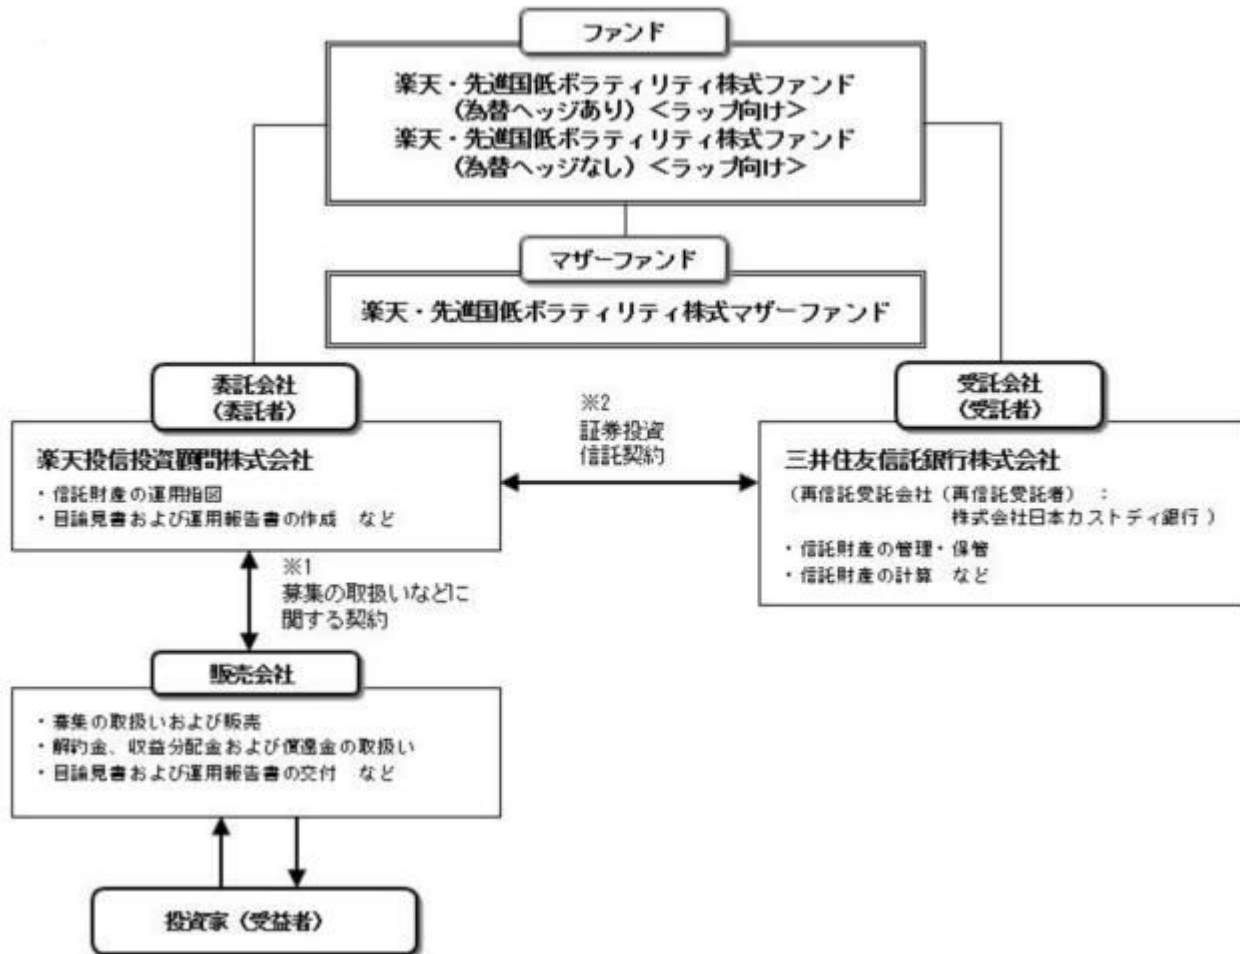 ファンド
楽天・先進国低ボラティリティ株式ファンド
（為替ヘッジあり）＜ラップ向け＞
楽天・先進国低ボラティリティ株式ファンド
（為替ヘッジなし）＜ラップ向け＞
マザーファンド
楽天・先進国低ボラティリティ株式マザーファンド
委託会社
（委託者）
楽天投信投資顧問株式会社
・信託財産の運用指図
・目論見書および運用報告書の作成　など
※2
証券投資
信託契約
受託会社
（受託者）
三井住友信託銀行株式会社
（再信託受託会社（再信託受託者）　：
株式会社日本カストディ銀行 ）
・信託財産の管理・保管
・信託財産の計算　など
※1
募集の取扱いなどに
関する契約
販売会社
・募集の取扱いおよび販売
・解約金、収益分配金および償還金の取扱い
・目論見書および運用報告書の交付　など
投資家（受益者）